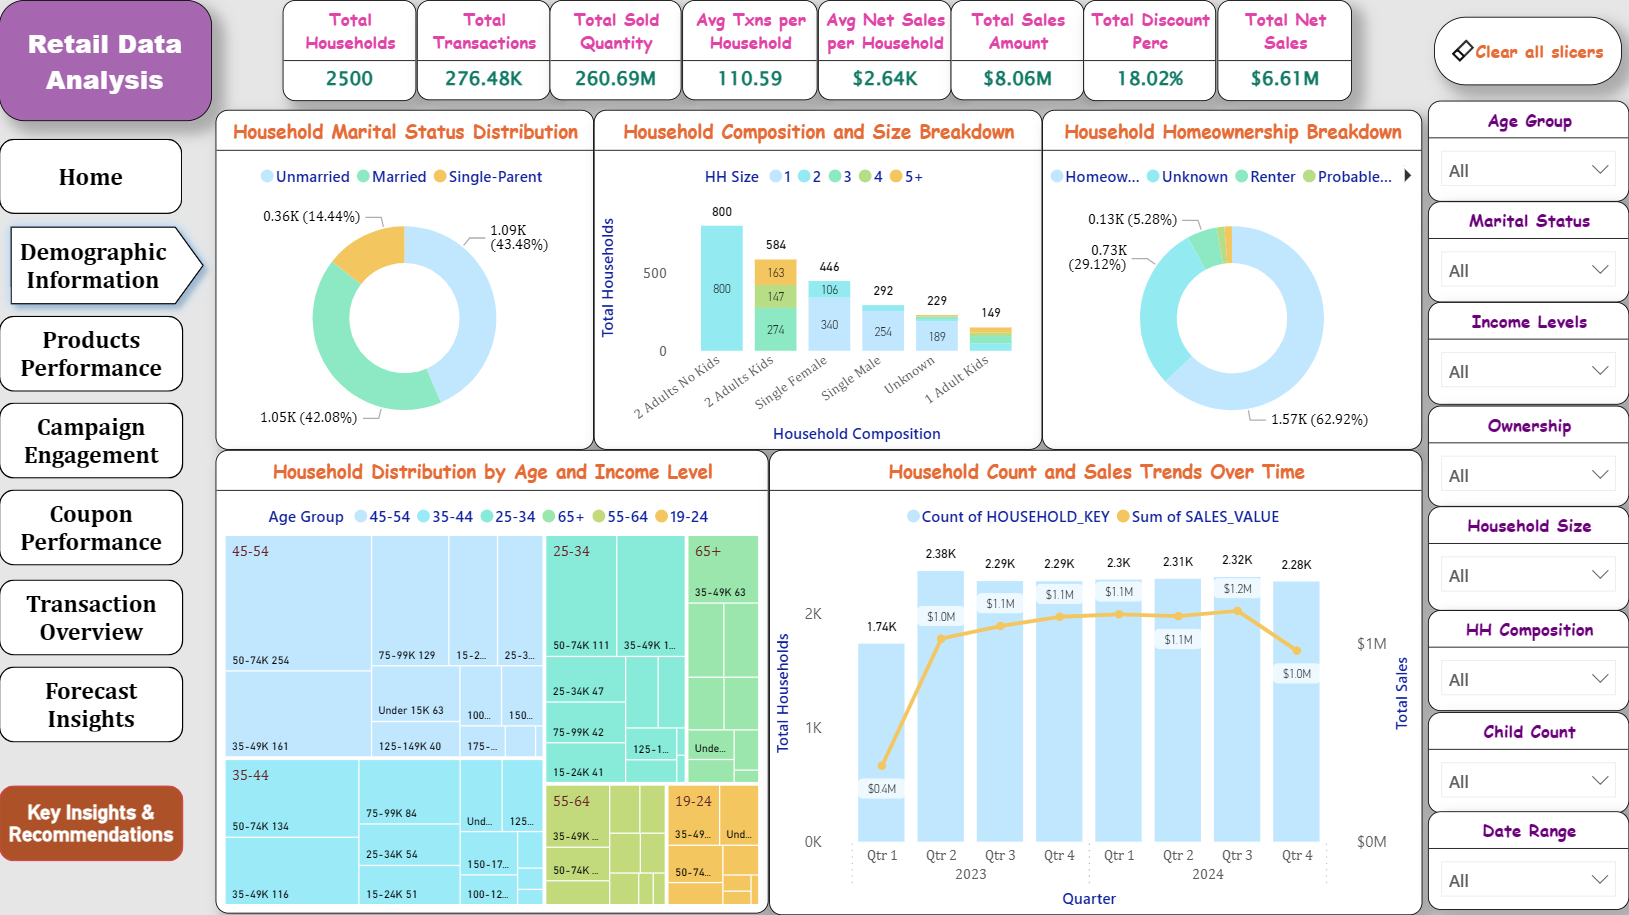 Retail Data
Analysis
Total
Households
2500
Total
Transactions
276.48K
Total Sold
Quantity
260.69M
Avg Txns per
Household
110.59
Avg Net Sales
per Household
$2.64K
Total Sales
Amount
$8.06M
Total Discount
Perc
18.02%
Total Net
Sales
$6.61M
Clear all slicers
Home
Demographic
Information
Products
Performance
Campaign
Engagement
Coupon
Performance
Transaction
Overview
Forecast
Insights
Key Insights &
Recommendations
Household Marital Status Distribution
Unmarried Married Single-Parent
0.36K (14.44%)
1.09K
(43.48%)
1.05K (42.08%)
Household Composition and Size Breakdown
HH Size 1 2 3 4 5+
Total Households
500
0
800
800
584
163
147
274
446
106
340
292
254
229
189
149
2 Adults No Kids
2 Adults Kids
Single Female
Single Male
Unknown
1 Adult Kids
Household Composition
Household Homeownership Breakdown
Homeow... Unknown Renter Probable...
0.13K (5.28%)
0.73K
(29.12%)
1.57K (62.92%)
Household Distribution by Age and Income Level
Age Group 45-54 35-44 25-34 65+ 55-64 19-24
45-54
50-74K 254
75-99K 129
15-2...
25-3...
35-49K 161
Under 15K 63
100...
150...
125-149K 40
175-...
35-44
50-74K 134
75-99K 84
Und...
125...
25-34K 54
150-17...
35-49K 116
15-24K 51
100-12...
25-34
50-74K 111
35-49K 1...
25-34K 47
75-99K 42
125-1...
15-24K 41
65+
35-49K 63
Unde...
55-64
35-49K ...
50-74K ...
19-24
35-49...
Und...
50-74...
Household Count and Sales Trends Over Time
Count of HOUSEHOLD_KEY Sum of SALES_VALUE
Total Households
2K
1K
0K
1.74K
2.38K
2.29K
2.29K
2.3K
2.31K
2.32K
2.28K
$0.4M
$1.0M
$1.1M
$1.1M
$1.1M
$1.1M
$1.2M
$1.0M
$1M
$0M
Total Sales
Qtr 1 Qtr 2 Qtr 3 Qtr 4 Qtr 1 Qtr 2 Qtr 3 Qtr 4
2023 2024
Quarter
Age Group
All
Marital Status
All
Income Levels
All
Ownership
All
Household Size
All
HH Composition
All
Child Count
All
Date Range
All